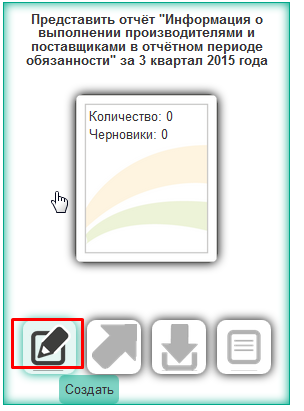 Представить отчёт "Информация о
выполнении производителями и
поставщиками в отчётном периоде
обязанности" за 3 квартал 2015 года
Количество: 0
Черновики: 0
Создать